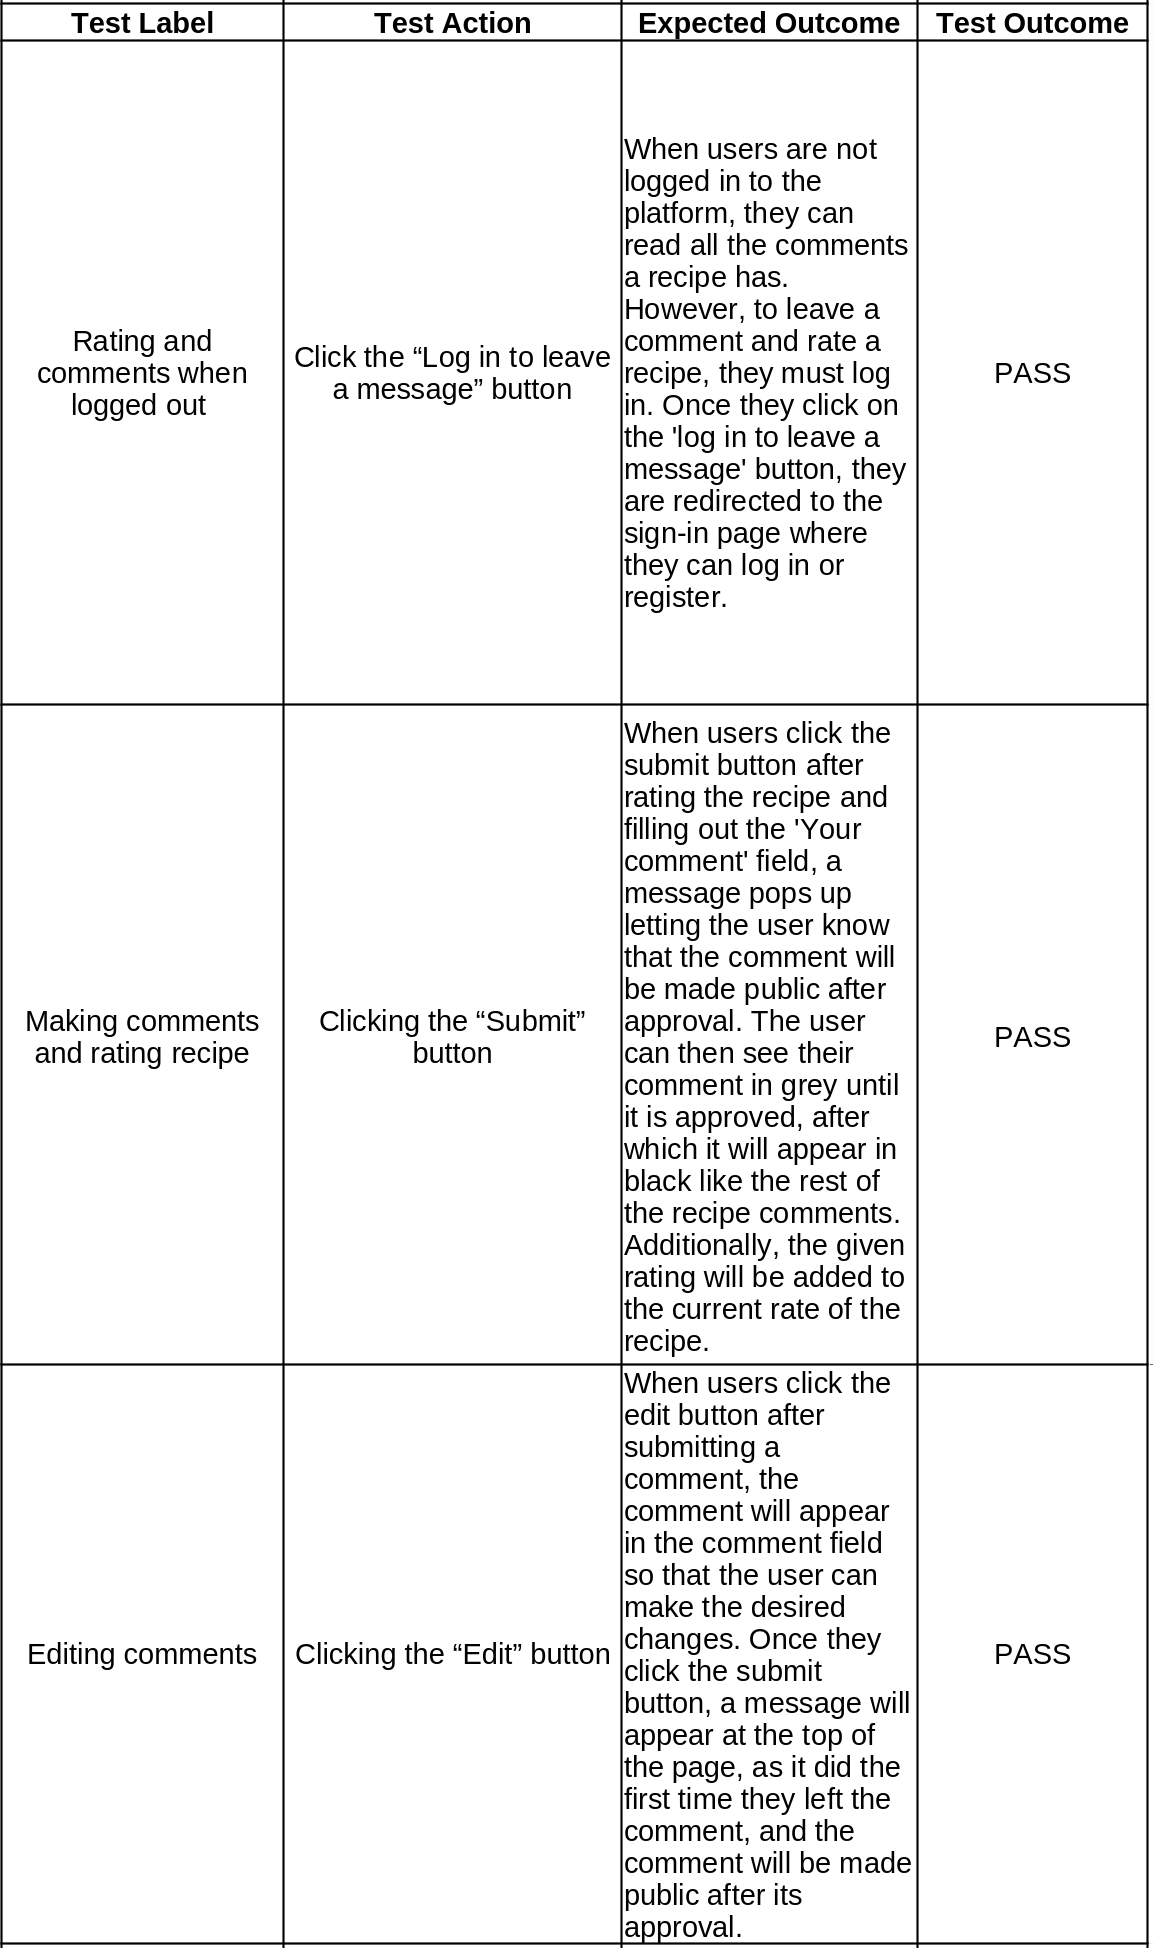 Test Label
Test Action
Expected Outcome
Test Outcome
Rating and
comments when
logged out
Click the “Log in to leave
a message” button
When users are not
logged in to the
platform, they can
read all the comments
a recipe has.
However, to leave a
comment and rate a
recipe, they must log
in. Once they click on
the 'log in to leave a
message' button, they
are redirected to the
sign-in page where
they can log in or
register.
PASS
Making comments
and rating recipe
Clicking the “Submit”
button
When users click the
submit button after
rating the recipe and
filling out the 'Your
comment' field, a
message pops up
letting the user know
that the comment will
be made public after
approval. The user
can then see their
comment in grey until
it is approved, after
which it will appear in
black like the rest of
the recipe comments.
Additionally, the given
rating will be added to
the current rate of the
recipe.
PASS
Editing comments
Clicking the “Edit” button
When users click the
edit button after
submitting a
comment, the
comment will appear
in the comment field
so that the user can
make the desired
changes. Once they
click the submit
button, a message will
appear at the top of
the page, as it did the
first time they left the
comment, and the
comment will be made
public after its
approval.
PASS